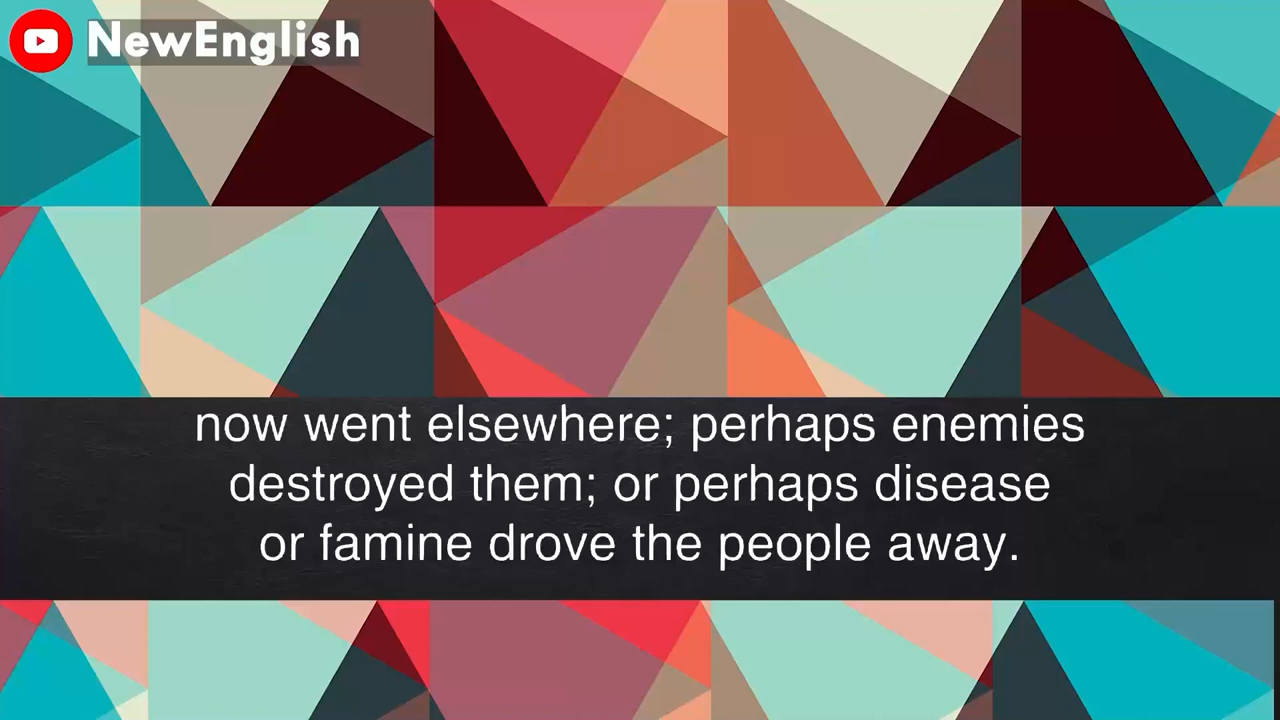 NewEnglish
now went elsewhere; perhaps enemies
destroyed them; or perhaps disease
or famine drove the people away.